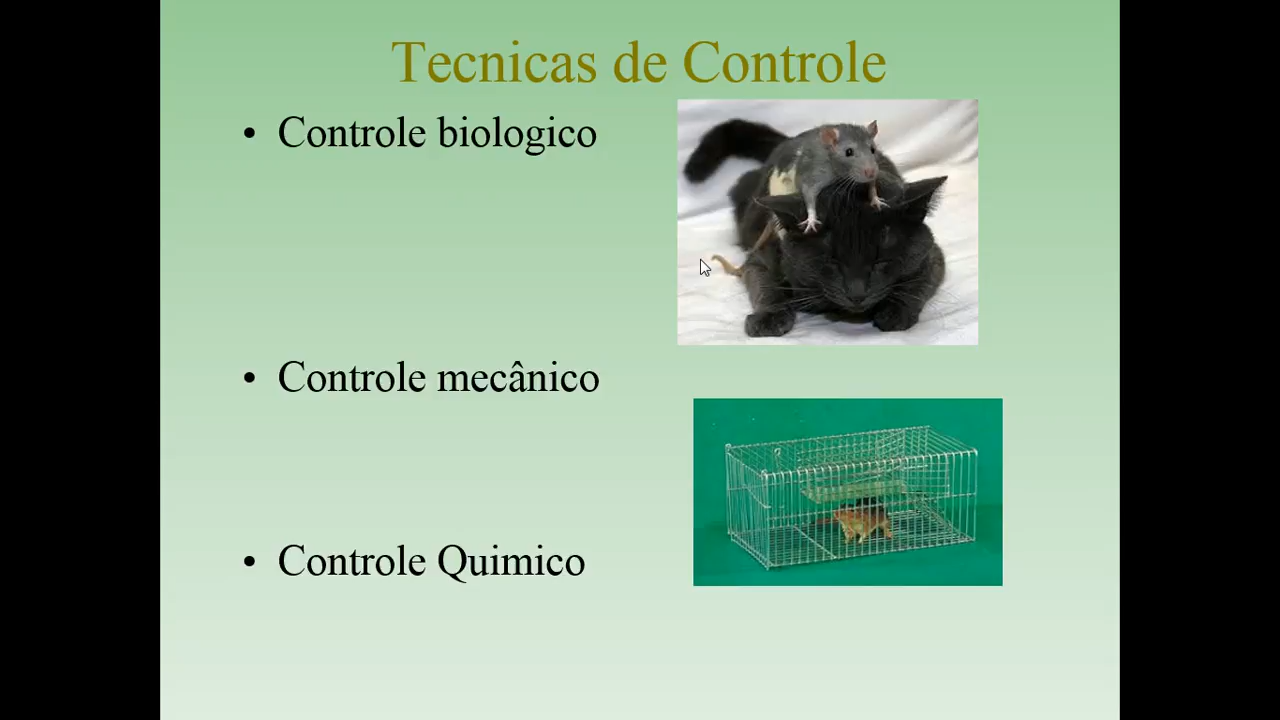 Tecnicas de Controle
• Controle biologico
• Controle mecânico
• Controle Quimico